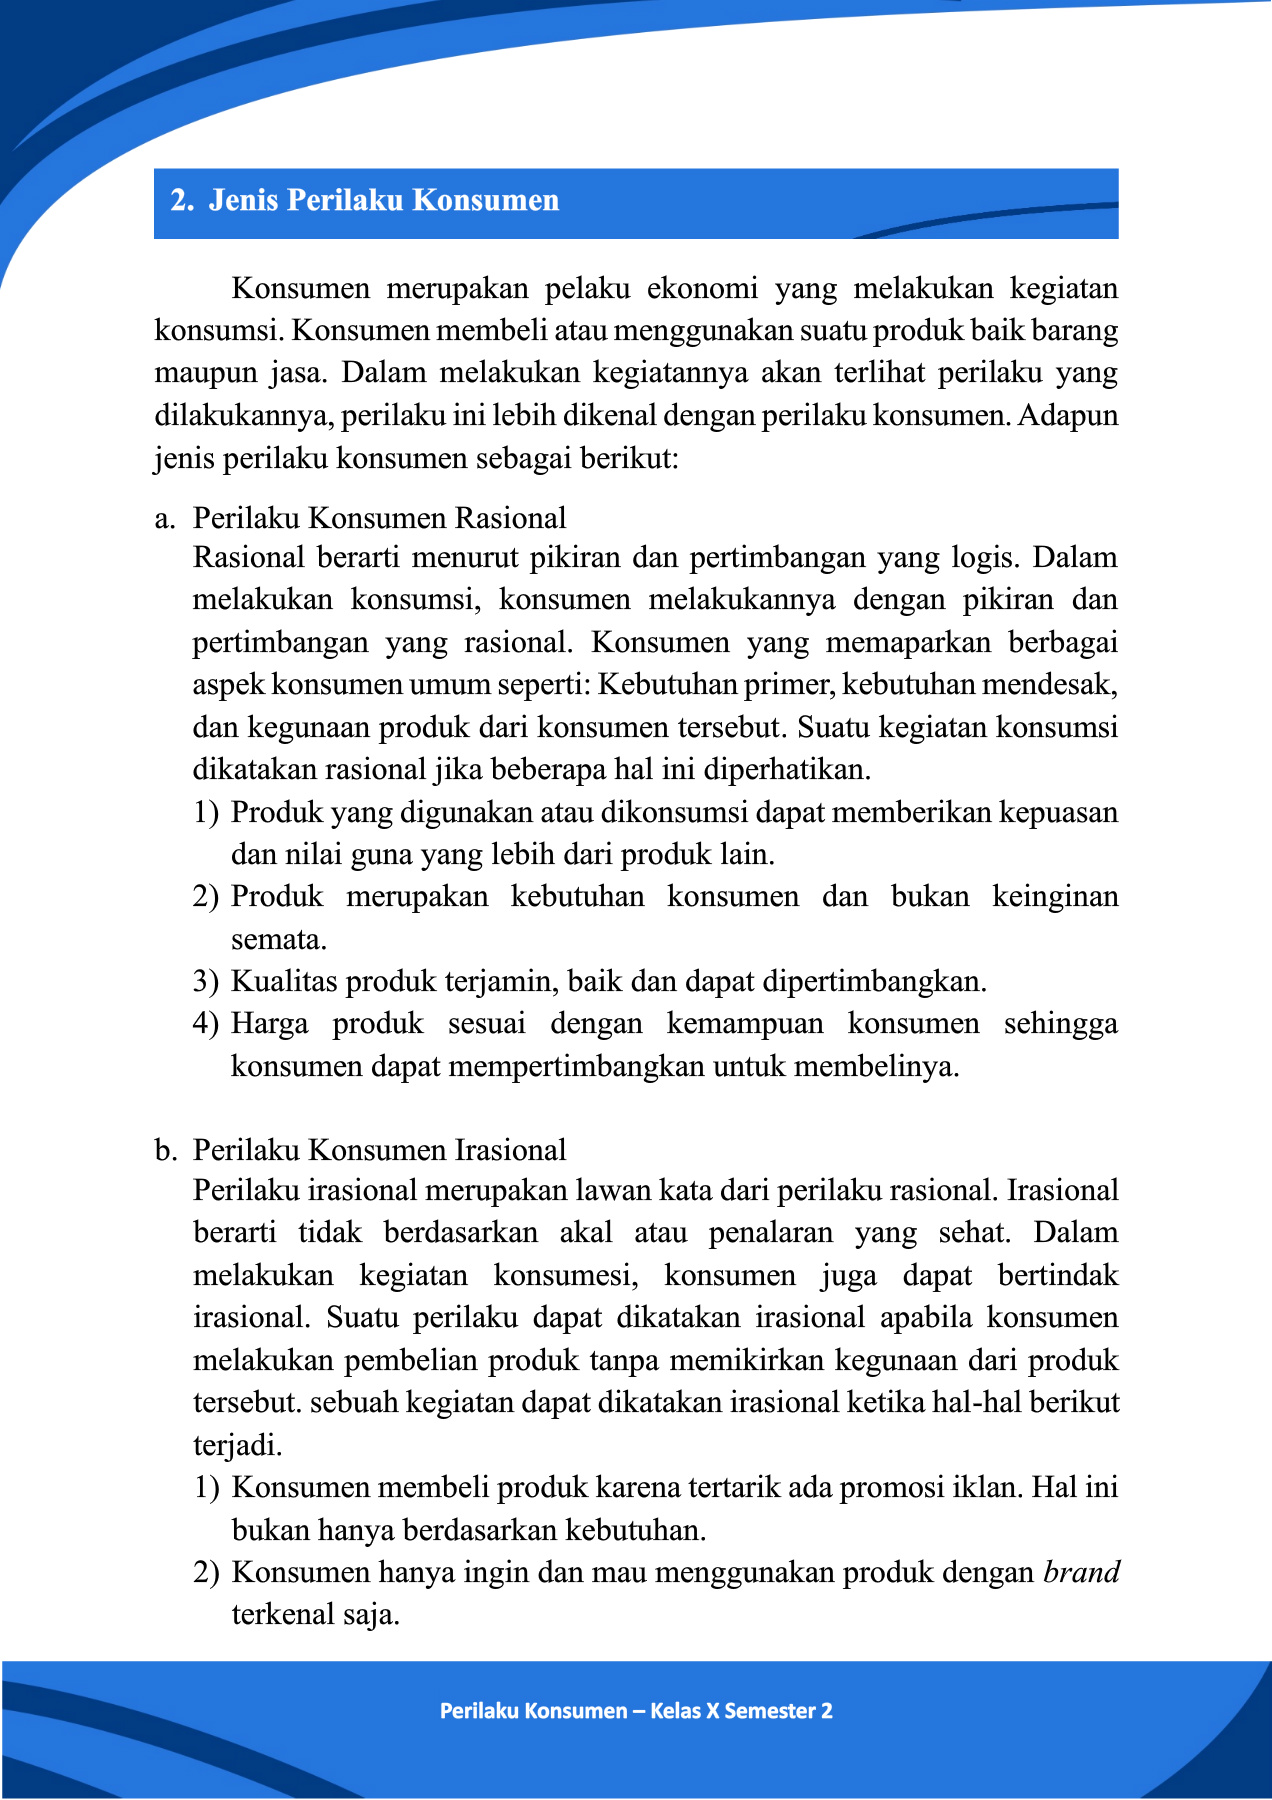 2. Jenis Perilaku Konsumen
Konsumen merupakan pelaku ekonomi yang melakukan kegiatan
konsumsi. Konsumen membeli atau menggunakan suatu produk baik barang
maupun jasa. Dalam melakukan kegiatannya akan terlihat perilaku yang
dilakukannya, perilaku ini lebih dikenal dengan perilaku konsumen. Adapun
jenis perilaku konsumen sebagai berikut:
a. Perilaku Konsumen Rasional
Rasional berarti menurut pikiran dan pertimbangan yang logis. Dalam
melakukan konsumsi, konsumen melakukannya dengan pikiran dan
pertimbangan yang rasional. Konsumen yang memaparkan berbagai
aspek konsumen umum seperti: Kebutuhan primer, kebutuhan mendesak,
dan kegunaan produk dari konsumen tersebut. Suatu kegiatan konsumsi
dikatakan rasional jika beberapa hal ini diperhatikan.
1) Produk yang digunakan atau dikonsumsi dapat memberikan kepuasan
dan nilai guna yang lebih dari produk lain.
2) Produk merupakan kebutuhan konsumen dan bukan keinginan
semata.
3) Kualitas produk terjamin, baik dan dapat dipertimbangkan.
4) Harga produk sesuai dengan kemampuan konsumen sehingga
konsumen dapat mempertimbangkan untuk membelinya.
b. Perilaku Konsumen Irasional
Perilaku irasional merupakan lawan kata dari perilaku rasional. Irasional
berarti tidak berdasarkan akal atau penalaran yang sehat. Dalam
melakukan kegiatan konsumesi, konsumen juga dapat bertindak
irasional. Suatu perilaku dapat dikatakan irasional apabila konsumen
melakukan pembelian produk tanpa memikirkan kegunaan dari produk
tersebut. sebuah kegiatan dapat dikatakan irasional ketika hal-hal berikut
terjadi.
1) Konsumen membeli produk karena tertarik ada promosi iklan. Hal ini
bukan hanya berdasarkan kebutuhan.
2) Konsumen hanya ingin dan mau menggunakan produk dengan brand
terkenal saja.
Perilaku Konsumen – Kelas X Semester 2